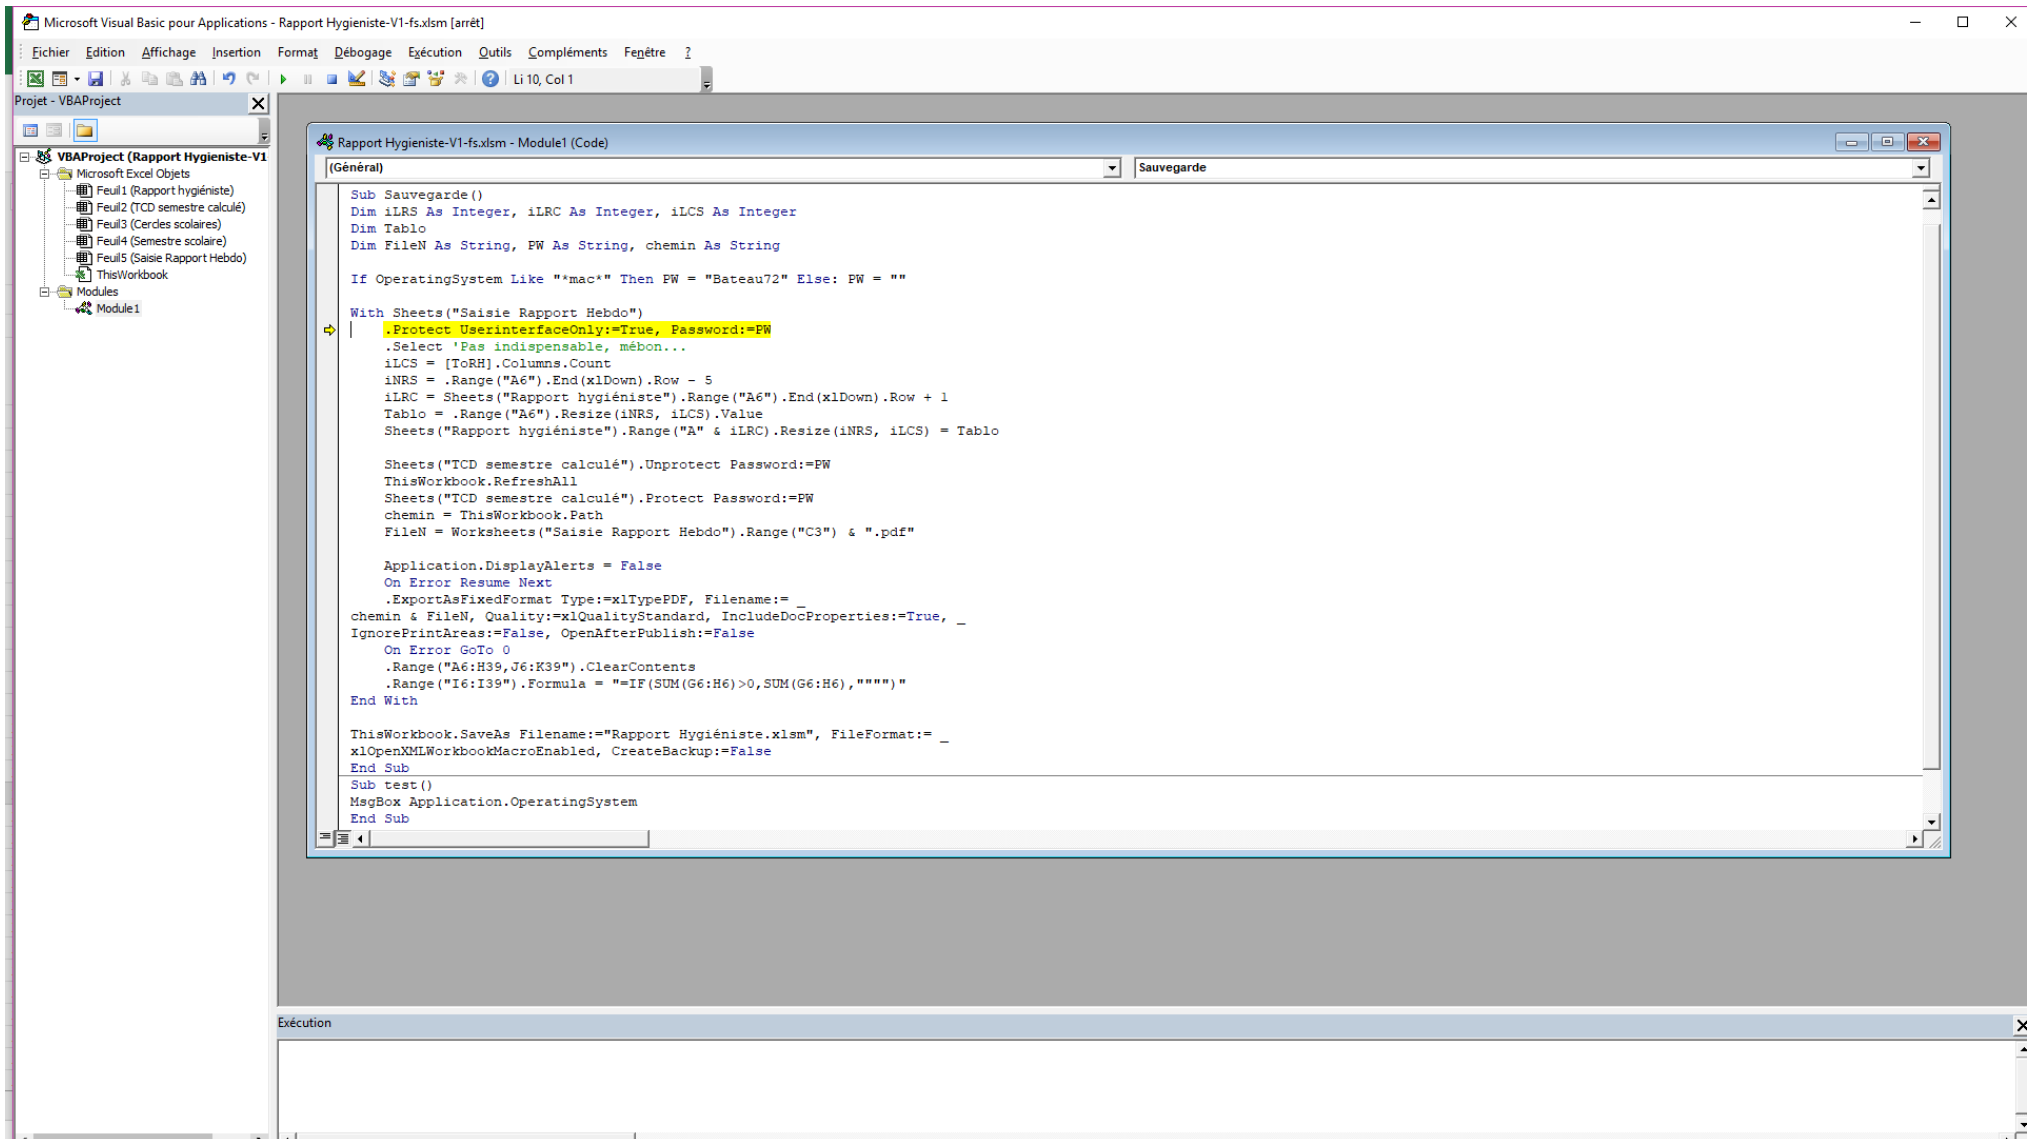 Microsoft Visual Basic pour Applications - Rapport Hygieniste-V1-fs.xlsm [arrêt]
Fichier Edition Affichage Insertion Format Débogage Exécution Outils Compléments Fenêtre ?
Li 10, Col 1
Projet - VBAProject
VBAProject (Rapport Hygieniste-V1
Microsoft Excel Objets
Feuil1 (Rapport hygiéniste)
Feuil2 (TCD semestre calculé)
Feuil3 (Cercles scolaires)
Feuil4 (Semestre scolaire)
Feuil5 (Saisie Rapport Hebdo)
ThisWorkbook
Modules
Module1
Rapport Hygieniste-V1-fs.xlsm - Module1 (Code)
(Général) Sauvegarde
Sub Sauvegarde()
Dim iLRS As Integer, iLRC As Integer, iLCS As Integer
Dim Tablo
Dim FileN As String, PW As String, chemin As String
If OperatingSystem Like "*mac*" Then PW = "Bateau72" Else: PW = ""
With Sheets("Saisie Rapport Hebdo")
.Protect UserinterfaceOnly:=True, Password:=PW
.Select 'Pas indispensable, mébon...
iLCS = [ToRH].Columns.Count
iNRS = .Range("A6").End(xlDown).Row - 5
iLRC = Sheets("Rapport hygiéniste").Range("A6").End(xlDown).Row + 1
Tablo = .Range("A6").Resize(iNRS, iLCS).Value
Sheets("Rapport hygiéniste").Range("A" & iLRC).Resize(iNRS, iLCS) = Tablo
Sheets("TCD semestre calculé").Unprotect Password:=PW
ThisWorkbook.RefreshAll
Sheets("TCD semestre calculé").Protect Password:=PW
chemin = ThisWorkbook.Path
FileN = Worksheets("Saisie Rapport Hebdo").Range("C3") & ".pdf"
Application.DisplayAlerts = False
On Error Resume Next
.ExportAsFixedFormat Type:=xlTypePDF, Filename:= _
chemin & FileN, Quality:=xlQualityStandard, IncludeDocProperties:=True, _
IgnorePrintAreas:=False, OpenAfterPublish:=False
On Error GoTo 0
.Range("A6:H39,J6:K39").ClearContents
.Range("I6:I39").Formula = "=IF(SUM(G6:H6)>0,SUM(G6:H6),"""")"
End With
ThisWorkbook.SaveAs Filename:="Rapport Hygiéniste.xlsm", FileFormat:= _
xlOpenXMLWorkbookMacroEnabled, CreateBackup:=False
End Sub
Sub test()
MsgBox Application.OperatingSystem
End Sub
Exécution